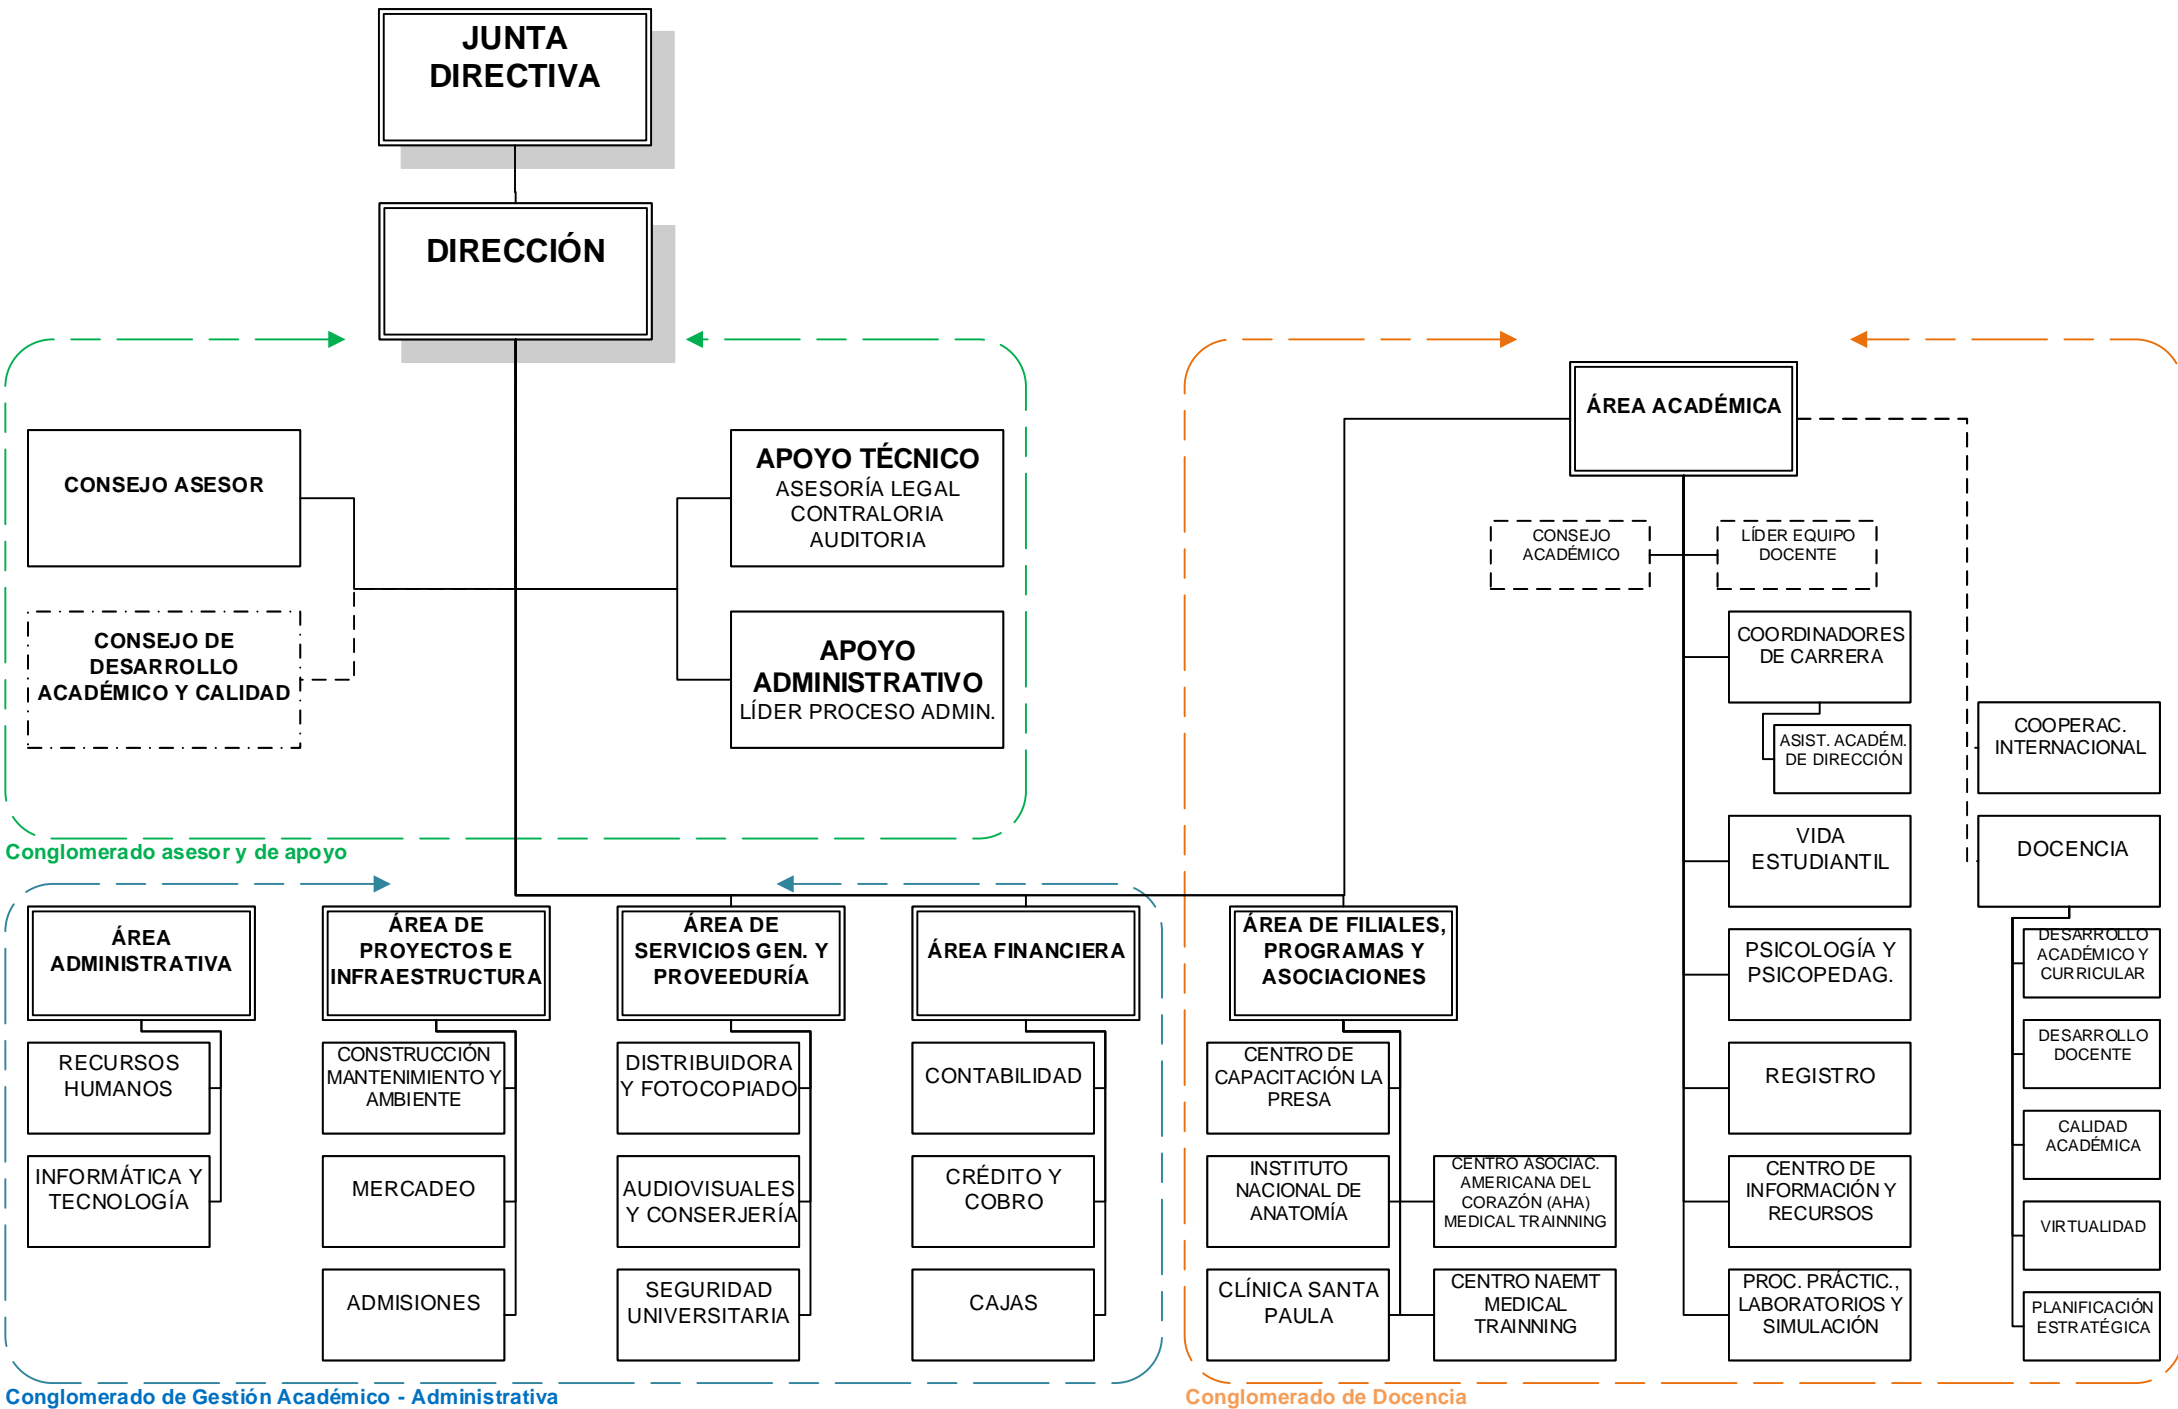 JUNTA
DIRECTIVA
DIRECCIÓN
CONSEJO ASESOR
APOYO TÉCNICO
ASESORÍA LEGAL
CONTRALORIA
AUDITORIA
CONSEJO DE
DESARROLLO
ACADÉMICO Y CALIDAD
APOYO
ADMINISTRATIVO
LÍDER PROCESO ADMIN.
Conglomerado asesor y de apoyo
ÁREA
ADMINISTRATIVA
RECURSOS
HUMANOS
INFORMÁTICA Y
TECNOLOGÍA
ÁREA DE
PROYECTOS E
INFRAESTRUCTURA
CONSTRUCCIÓN
MANTENIMIENTO Y
AMBIENTE
MERCADEO
ADMISIONES
ÁREA DE
SERVICIOS GEN. Y
PROVEEDURÍA
DISTRIBUIDORA
Y FOTOCOPIADO
AUDIOVISUALES
Y CONSERJERÍA
SEGURIDAD
UNIVERSITARIA
ÁREA FINANCIERA
CONTABILIDAD
CRÉDITO Y
COBRO
CAJAS
Conglomerado de Gestión Académico - Administrativa
ÁREA ACADÉMICA
CONSEJO
ACADÉMICO
LÍDER EQUIPO
DOCENTE
COORDINADORES
DE CARRERA
ASIST. ACADÉM.
DE DIRECCIÓN
VIDA
ESTUDIANTIL
PSICOLOGÍA Y
PSICOPEDAG.
REGISTRO
CENTRO DE
INFORMACIÓN Y
RECURSOS
PROC. PRÁCTIC.,
LABORATORIOS Y
SIMULACIÓN
COOPERAC.
INTERNACIONAL
DOCENCIA
DESARROLLO
ACADÉMICO Y
CURRICULAR
DESARROLLO
DOCENTE
CALIDAD
ACADÉMICA
VIRTUALIDAD
PLANIFICACIÓN
ESTRATÉGICA
ÁREA DE FILIALES,
PROGRAMAS Y
ASOCIACIONES
CENTRO DE
CAPACITACIÓN LA
PRESA
INSTITUTO
NACIONAL DE
ANATOMÍA
CLÍNICA SANTA
PAULA
CENTRO ASOCIAC.
AMERICANA DEL
CORAZÓN (AHA)
MEDICAL TRAINNING
CENTRO NAEMT
MEDICAL
TRAINNING
Conglomerado de Docencia